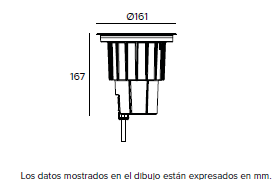 Ø161
167
Los datos mostrados en el dibujo están expresados en mm.